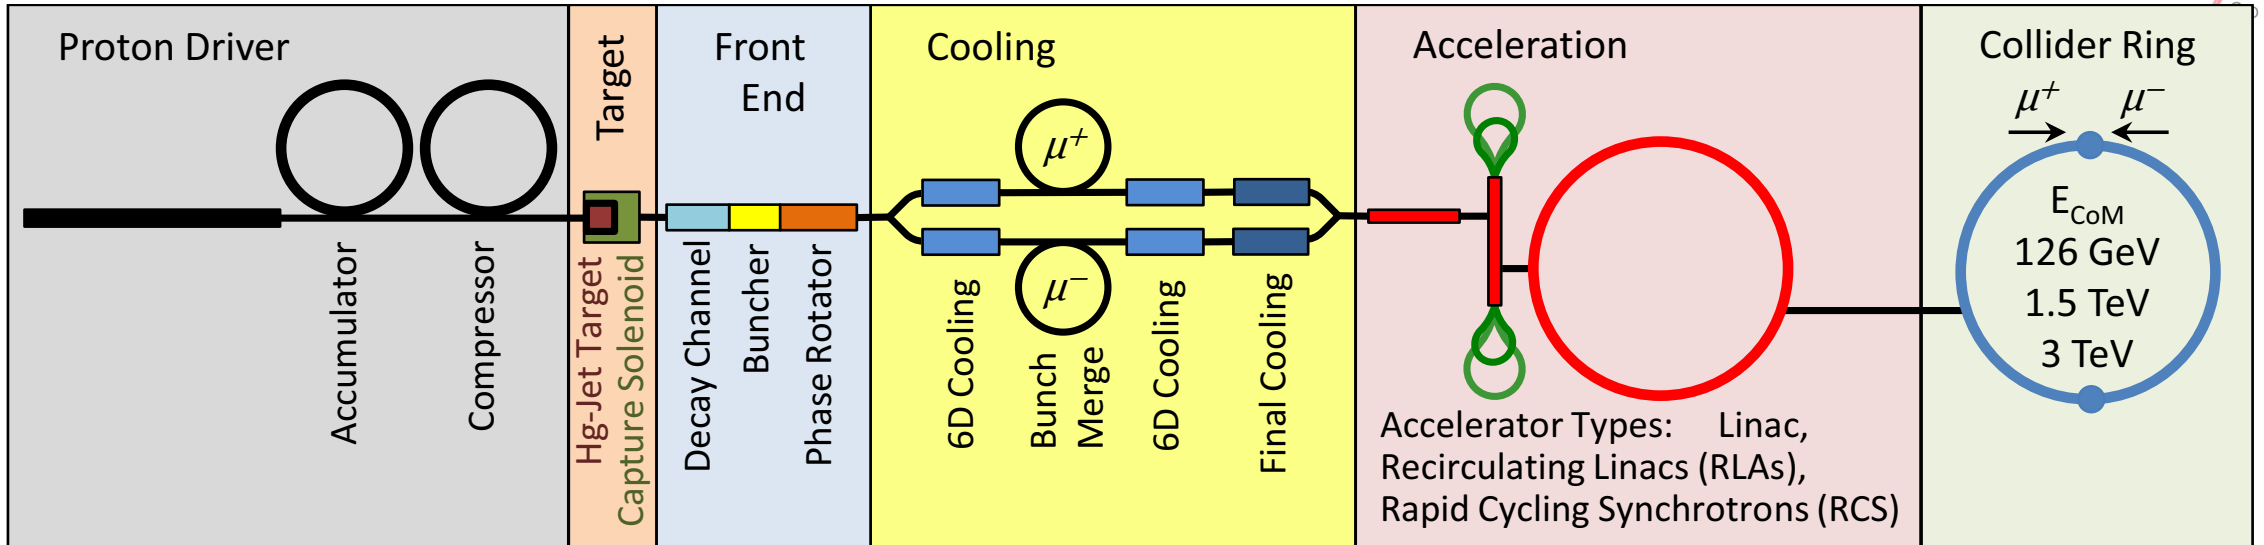 Proton Driver
Accumulator
Compressor
Target
Hg-Jet Target
Capture Solenoid
Front
End
Decay Channel
Buncher
Phase Rotator
Cooling
μ+
μ−
6D Cooling
Bunch
Merge
6D Cooling
Final Cooling
Acceleration
Accelerator Types: Linac,
Recirculating Linacs (RLAs),
Rapid Cycling Synchrotrons (RCS)
Collider Ring
μ+ μ−
ECoM
126 GeV
1.5 TeV
3 TeV